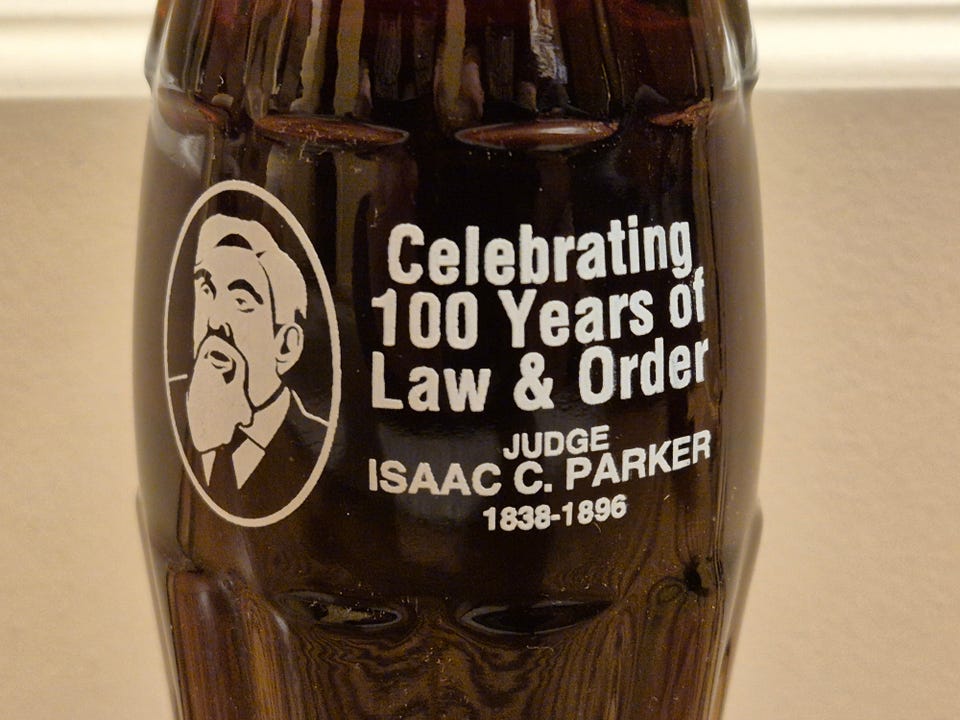 Celebrating
100 Years of
Law & Order
JUDGE
ISAAC C. PARKER
1838-1896